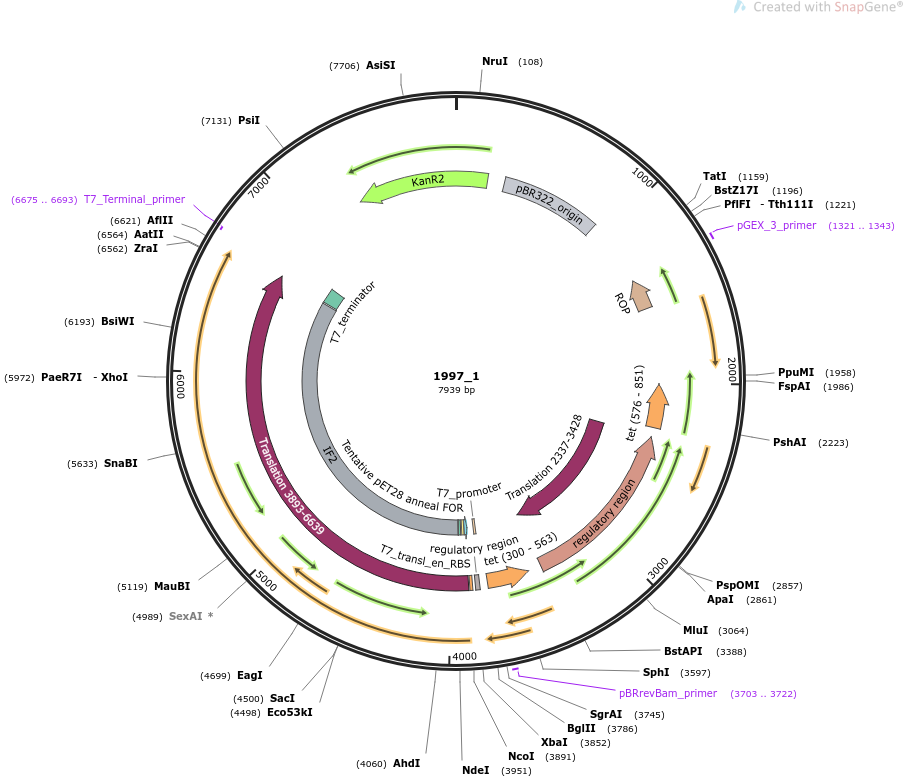 Created with SnapGene®
(7706) AsiSI
NruI (108)
(7131) PsiI
1000
7000
TatI (1159)
BstZ17I (1196)
PflFI - Tth111I (1221)
pGEX_3_primer (1321 .. 1343)
(6675 .. 6693) T7_Terminal_primer
(6621) AflII
(6564) AatII
(6562) ZraI
KanR2
pBR322_origin
ROP
T7_terminator
(6193) BsiWI
(5972) PaeR7I - XhoI
6000
2000
PpuMI (1958)
FspAI (1986)
1997_1
7939 bp
tet (576 - 851)
PshAI (2223)
(5633) SnaBI
Translation 3893-6639
IF2
Tentative pET28 anneal FOR
T7_promoter
Translation 2337-3428
regulatory region
regulatory region
tet (300 - 563)
T7_transl_en_RBS
5000
3000
(5119) MauBI
(4989) SexAI *
PspOMI (2857)
ApaI (2861)
MluI (3064)
BstAPI (3388)
SphI (3597)
pBRrevBam_primer (3703 .. 3722)
4000
(4699) EagI
(4500) SacI
(4498) Eco53kI
SgrAI (3745)
BglII (3786)
XbaI (3852)
NcoI (3891)
NdeI (3951)
(4060) AhdI